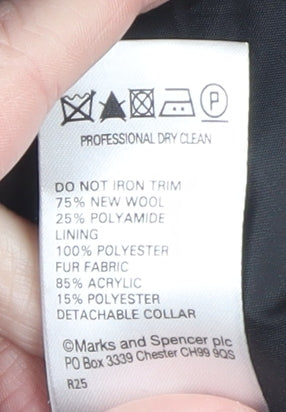 P
PROFESSIONAL DRY CLEAN
DO NOT IRON TRIM
75% NEW WOOL
25% POLYAMIDE
LINING
100% POLYESTER
FUR FABRIC
85% ACRYLIC
15% POLYESTER
DETACHABLE COLLAR
©Marks and Spencer plc
PO Box 3339 Chester CH99 9QS
R25